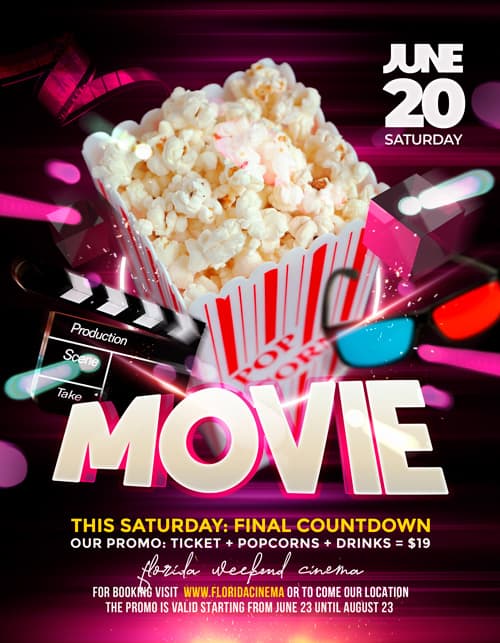 JUNE
20
SATURDAY
Production
Scene
Take
POP
CORN
MOVIE
THIS SATURDAY: FINAL COUNTDOWN
OUR PROMO: TICKET + POPCORNS + DRINKS = $19
florida weekend cinema
FOR BOOKING VISIT WWW.FLORIDACINEMA OR TO COME OUR LOCATION
THE PROMO IS VALID STARTING FROM JUNE 23 UNTIL AUGUST 23